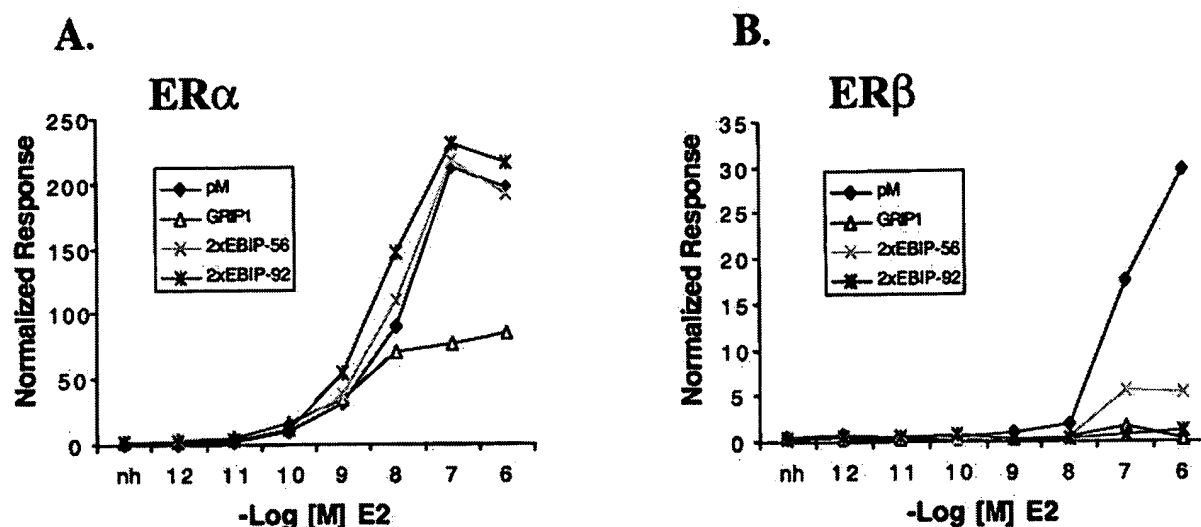 A.
ERα
250
200
150
100
50
0
Normalized Response
pM
GRIP1
2xEBIP-56
2xEBIP-92
nh 12 11 10 9 8 7 6
-Log [M] E2
B.
ERβ
35
30
25
20
15
10
5
0
Normalized Response
pM
GRIP1
2xEBIP-56
2xEBIP-92
nh 12 11 10 9 8 7 6
-Log [M] E2